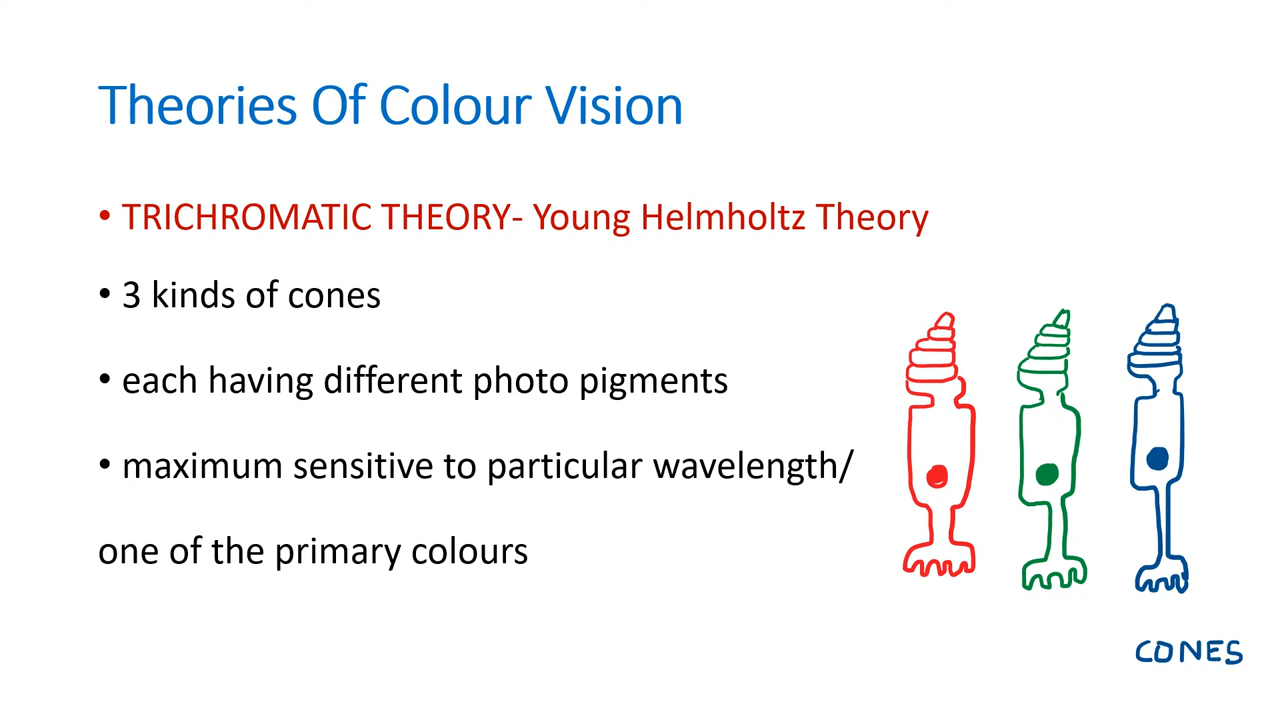 Theories Of Colour Vision
• TRICHROMATIC THEORY- Young Helmholtz Theory
• 3 kinds of cones
• each having different photo pigments
• maximum sensitive to particular wavelength/
one of the primary colours
CONES